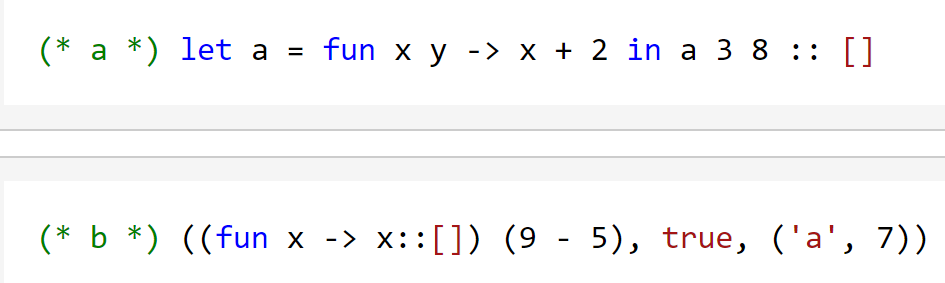 (* a *) let a = fun x y -> x + 2 in a 3 8 :: []
(* b *) ((fun x -> x::[]) (9 - 5), true, ('a', 7))